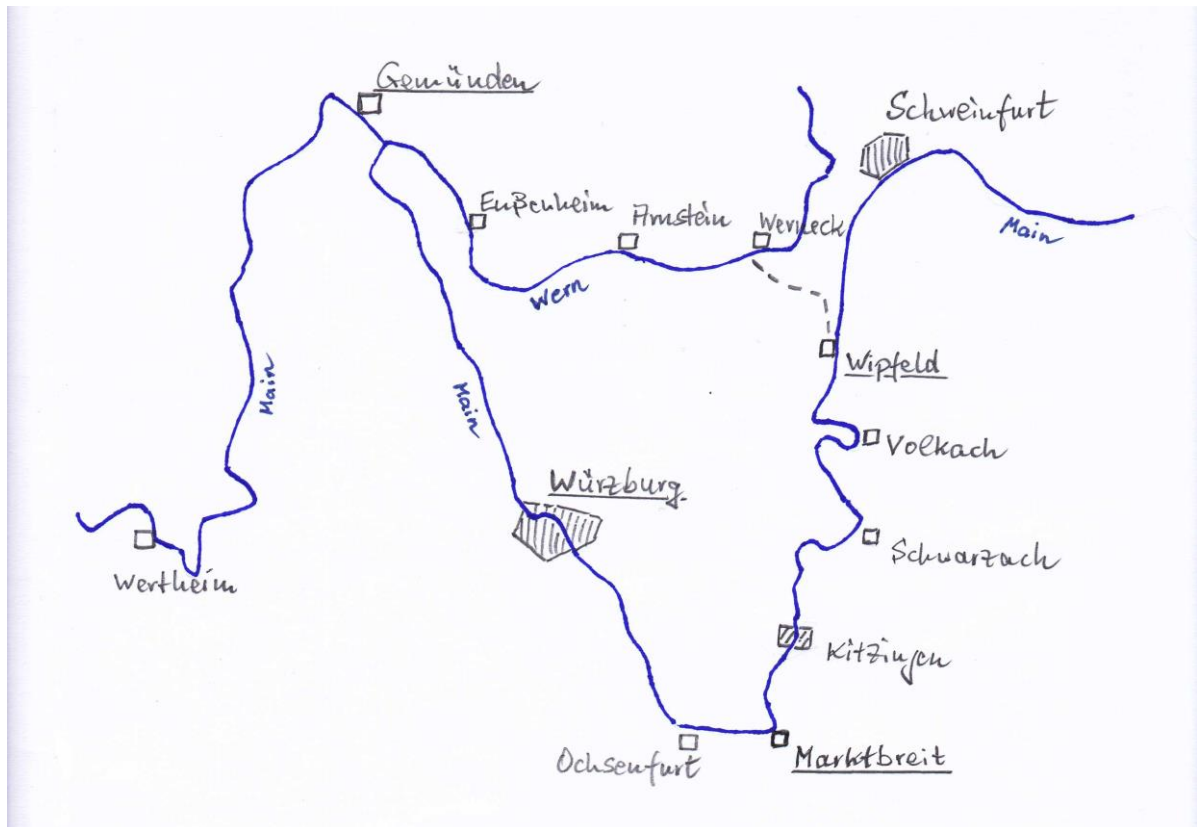 Gemünden
Schweinfurt
Eußenheim
Arnstein
Werneck
Main
Wern
Wipfeld
Main
Main
Volkach
Würzburg
Schwarzach
Wertheim
Kitzingen
Ochsenfurt
Marktbreit